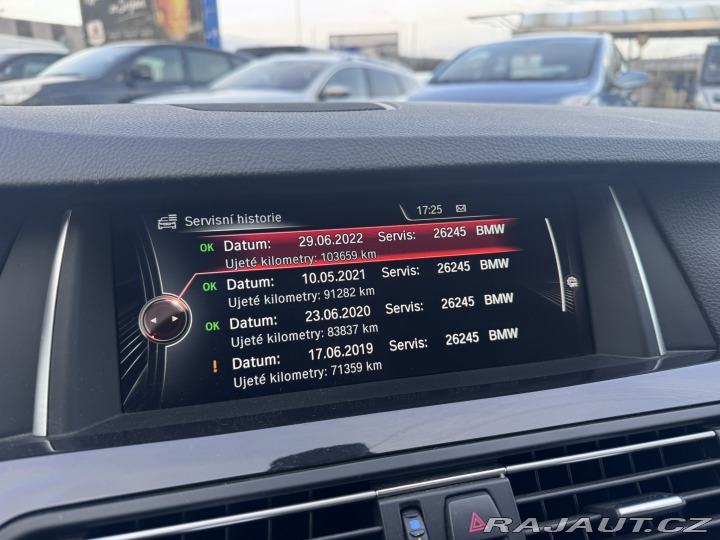 Servisní historie
17:25
OK Datum: 29.06.2022 Servis: 26245 BMW
Ujeté kilometry: 103659 km
OK Datum: 10.05.2021 Servis: 26245 BMW
Ujeté kilometry: 91282 km
OK Datum: 23.06.2020 Servis: 26245 BMW
Ujeté kilometry: 83837 km
! Datum: 17.06.2019 Servis: 26245 BMW
Ujeté kilometry: 71359 km
RAJAUT.CZ